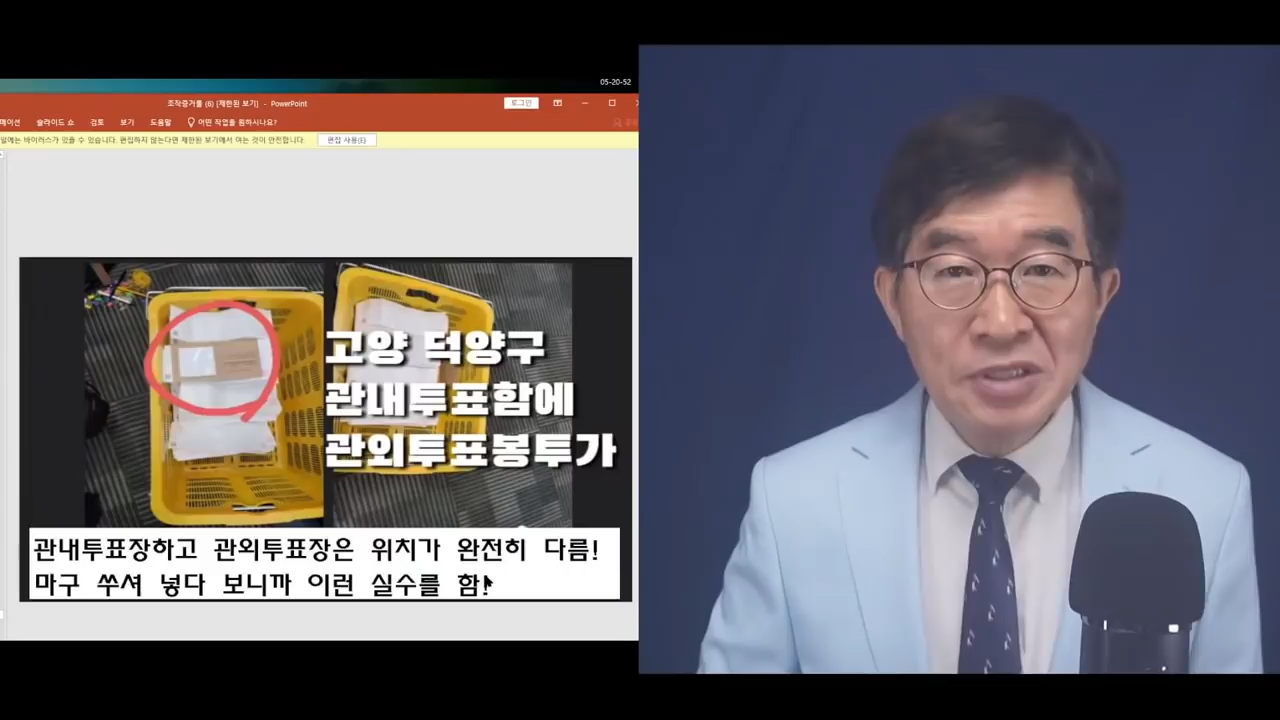 05-20-52
조작증거물 (6) [제한된 보기] - PowerPoint
로그인
메이션 슬라이드 쇼 검토 보기 도움말 어떤 작업을 원하시나요?
일에는 바이러스가 있을 수 있습니다. 편집하지 않는다면 제한된 보기에서 여는 것이 안전합니다. 편집 사용(E)
고양 덕양구
관내투표함에
관외투표봉투가
관내투표장하고 관외투표장은 위치가 완전히 다름!
마구 쑤셔 넣다 보니까 이런 실수를 함!